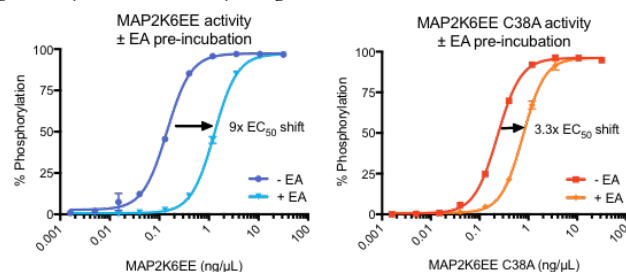 MAP2K6EE activity
± EA pre-incubation
% Phosphorylation
100
75
50
25
0
9x EC50 shift
- EA
+ EA
0.001
0.01
0.1
1
10
100
MAP2K6EE (ng/µL)
MAP2K6EE C38A activity
± EA pre-incubation
% Phosphorylation
100
75
50
25
0
3.3x EC50 shift
- EA
+ EA
0.001
0.01
0.1
1
10
100
MAP2K6EE C38A (ng/µL)